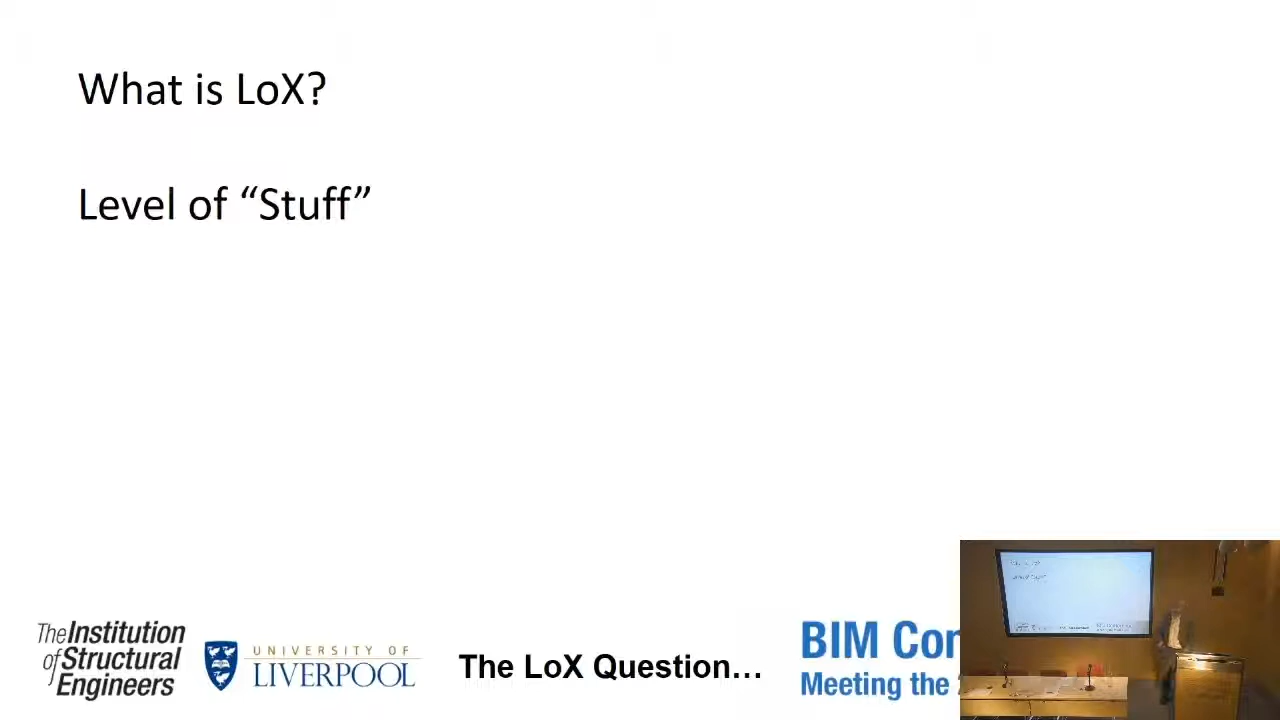 What is LoX?
Level of “Stuff”
The Institution
of Structural
Engineers
UNIVERSITY OF
LIVERPOOL
The LoX Question...
BIM
Meeting the